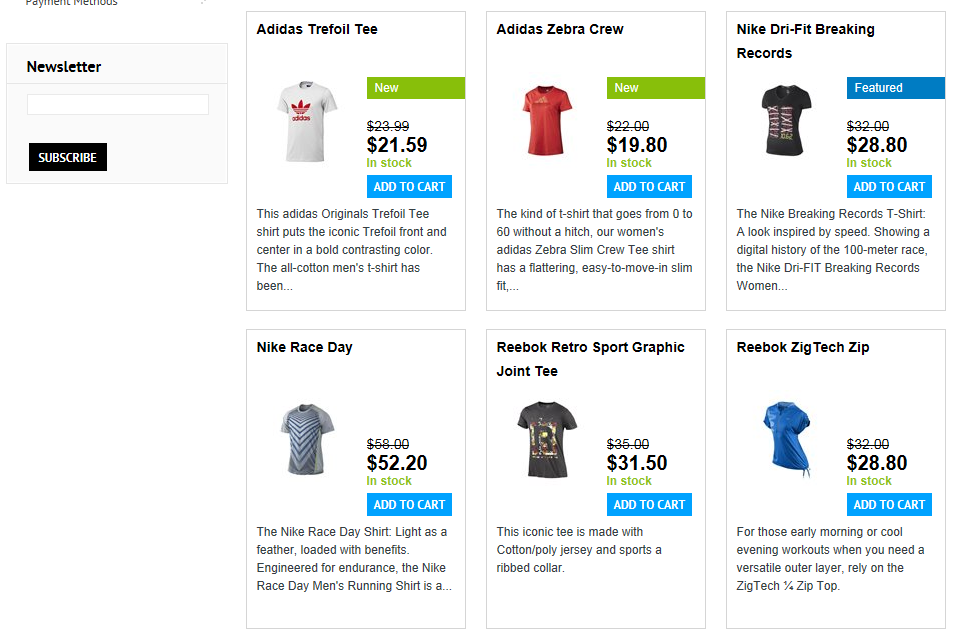 Payment Methods
Newsletter
SUBSCRIBE
Adidas Trefoil Tee
New
adidas
$23.99
$21.59
In stock
ADD TO CART
This adidas Originals Trefoil Tee
shirt puts the iconic Trefoil front and
center in a bold contrasting color.
The all-cotton men's t-shirt has
been...
Adidas Zebra Crew
New
$22.00
$19.80
In stock
ADD TO CART
The kind of t-shirt that goes from 0 to
60 without a hitch, our women's
adidas Zebra Slim Crew Tee shirt
has a flattering, easy-to-move-in slim
fit,...
Nike Dri-Fit Breaking
Records
Featured
$32.00
$28.80
In stock
ADD TO CART
The Nike Breaking Records T-Shirt:
A look inspired by speed. Showing a
digital history of the 100-meter race,
the Nike Dri-FIT Breaking Records
Women...
Nike Race Day
$58.00
$52.20
In stock
ADD TO CART
The Nike Race Day Shirt: Light as a
feather, loaded with benefits.
Engineered for endurance, the Nike
Race Day Men's Running Shirt is a...
Reebok Retro Sport Graphic
Joint Tee
R
$35.00
$31.50
In stock
ADD TO CART
This iconic tee is made with
Cotton/poly jersey and sports a
ribbed collar.
Reebok ZigTech Zip
$32.00
$28.80
In stock
ADD TO CART
For those early morning or cool
evening workouts when you need a
versatile outer layer, rely on the
ZigTech ¼ Zip Top.